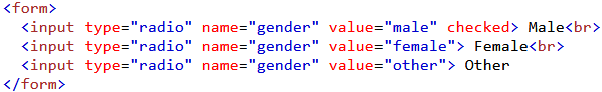 <form>
  <input type="radio" name="gender" value="male" checked> Male<br>
  <input type="radio" name="gender" value="female"> Female<br>
  <input type="radio" name="gender" value="other"> Other
</form>